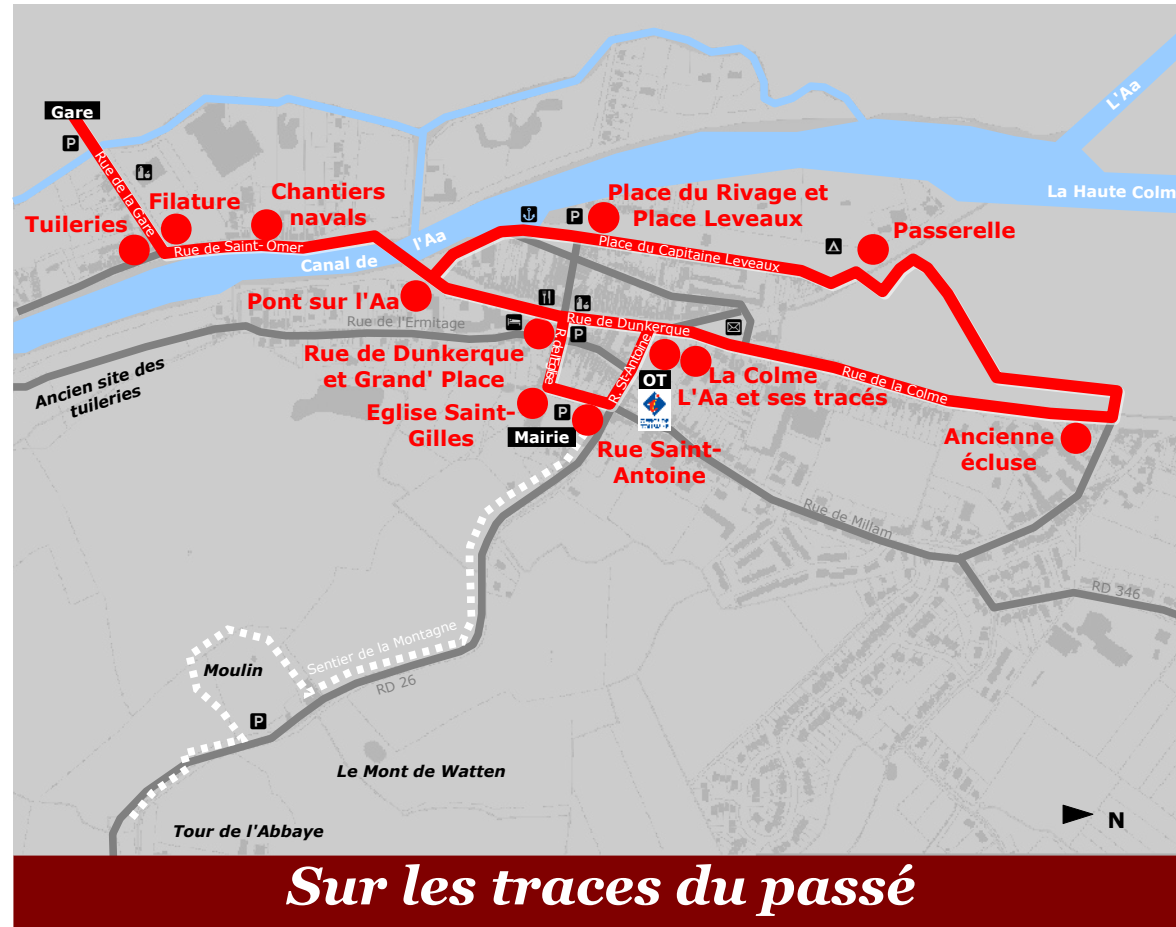 Gare
P
Rue de la Gare
Tuileries
Filature
Chantiers
navals
Rue de Saint-Omer
Canal de
l'Aa
L'Aa
La Haute Colm
Place du Rivage et
Place Leveaux
P
Place du Capitaine Leveaux
Passerelle
Pont sur l'Aa
Rue de l'Ermitage
Rue de Dunkerque
P
Rue de Dunkerque
et Grand' Place
R. St-Antoine
OT
La Colme
L'Aa et ses tracés
Rue de la Colme
Ancien site des
tuileries
Eglise Saint-
Gilles
P
Mairie
Rue Saint-
Antoine
Ancienne
écluse
Rue de Millam
RD 346
Sentier de la Montagne
RD 26
Moulin
P
Le Mont de Watten
Tour de l'Abbaye
N
Sur les traces du passé